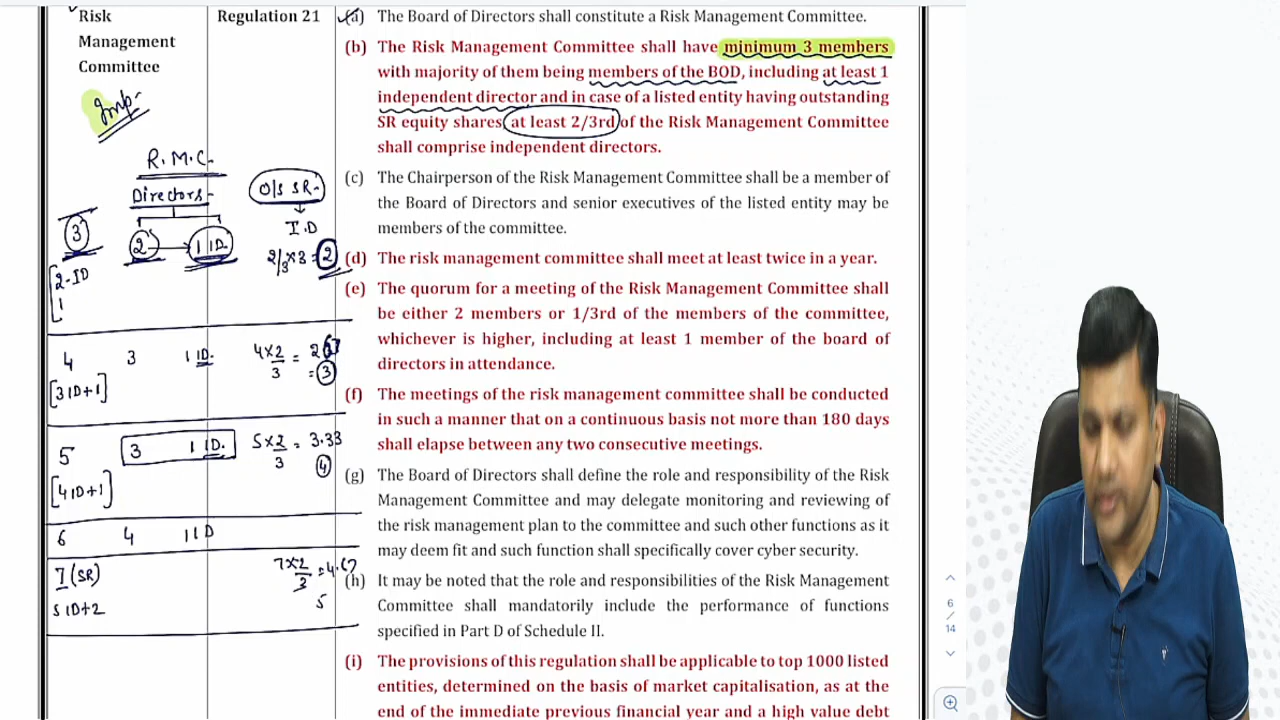 Risk
Management
Committee
Regulation 21
Imp.
R.M.C.
Directors
O/S SR.
I.D
3
2
1 ID.
2/3×3 = 2
2-ID
1
4 3 1 ID. 4×2/3 = 2.67
= 3
[3 ID+1]
5 3 1 ID. 5×2/3 = 3.33
4
[4 ID+1]
6 4 1 ID
7 (SR) 7×2/3 = 4.67
5 ID+2 5
(a) The Board of Directors shall constitute a Risk Management Committee.
(b) The Risk Management Committee shall have minimum 3 members
with majority of them being members of the BOD, including at least 1
independent director and in case of a listed entity having outstanding
SR equity shares, at least 2/3rd of the Risk Management Committee
shall comprise independent directors.
(c) The Chairperson of the Risk Management Committee shall be a member of
the Board of Directors and senior executives of the listed entity may be
members of the committee.
(d) The risk management committee shall meet at least twice in a year.
(e) The quorum for a meeting of the Risk Management Committee shall
be either 2 members or 1/3rd of the members of the committee,
whichever is higher, including at least 1 member of the board of
directors in attendance.
(f) The meetings of the risk management committee shall be conducted
in such a manner that on a continuous basis not more than 180 days
shall elapse between any two consecutive meetings.
(g) The Board of Directors shall define the role and responsibility of the Risk
Management Committee and may delegate monitoring and reviewing of
the risk management plan to the committee and such other functions as it
may deem fit and such function shall specifically cover cyber security.
(h) It may be noted that the role and responsibilities of the Risk Management
Committee shall mandatorily include the performance of functions
specified in Part D of Schedule II.
(i) The provisions of this regulation shall be applicable to top 1000 listed
entities, determined on the basis of market capitalisation, as at the
end of the immediate previous financial year and a high value debt
6
/
14